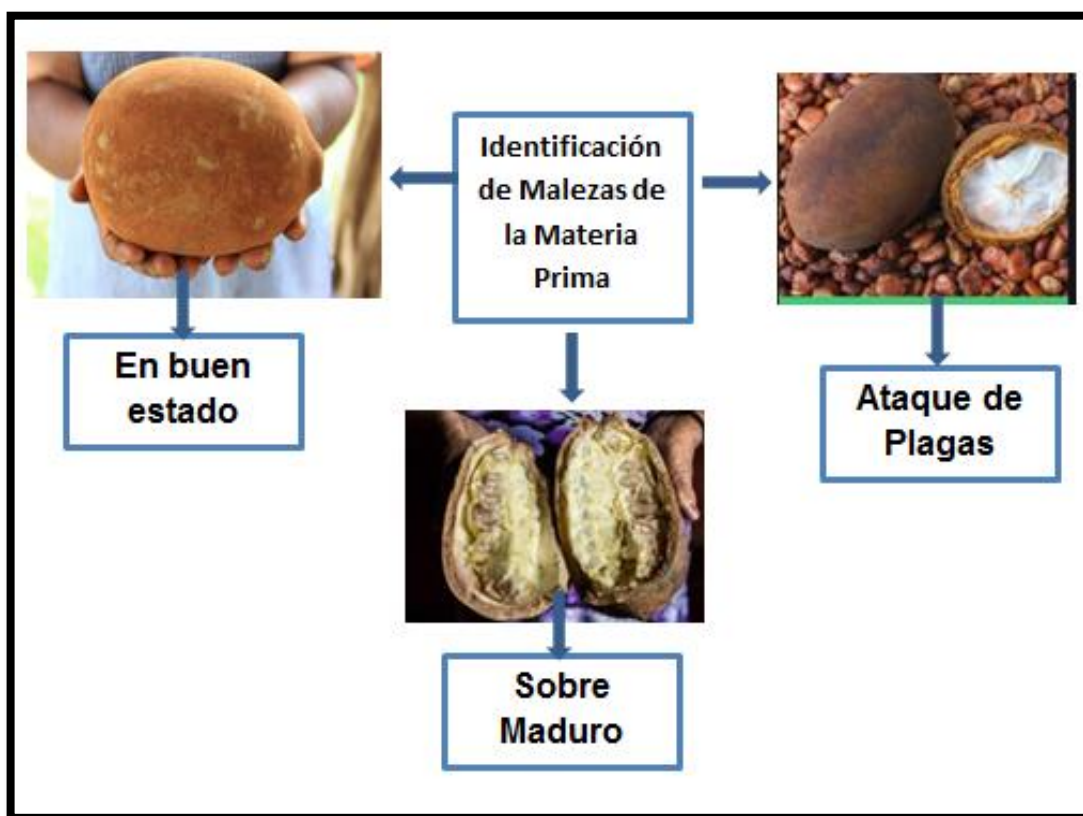 Identificación
de Malezas de
la Materia
Prima
En buen
estado
Ataque de
Plagas
Sobre
Maduro